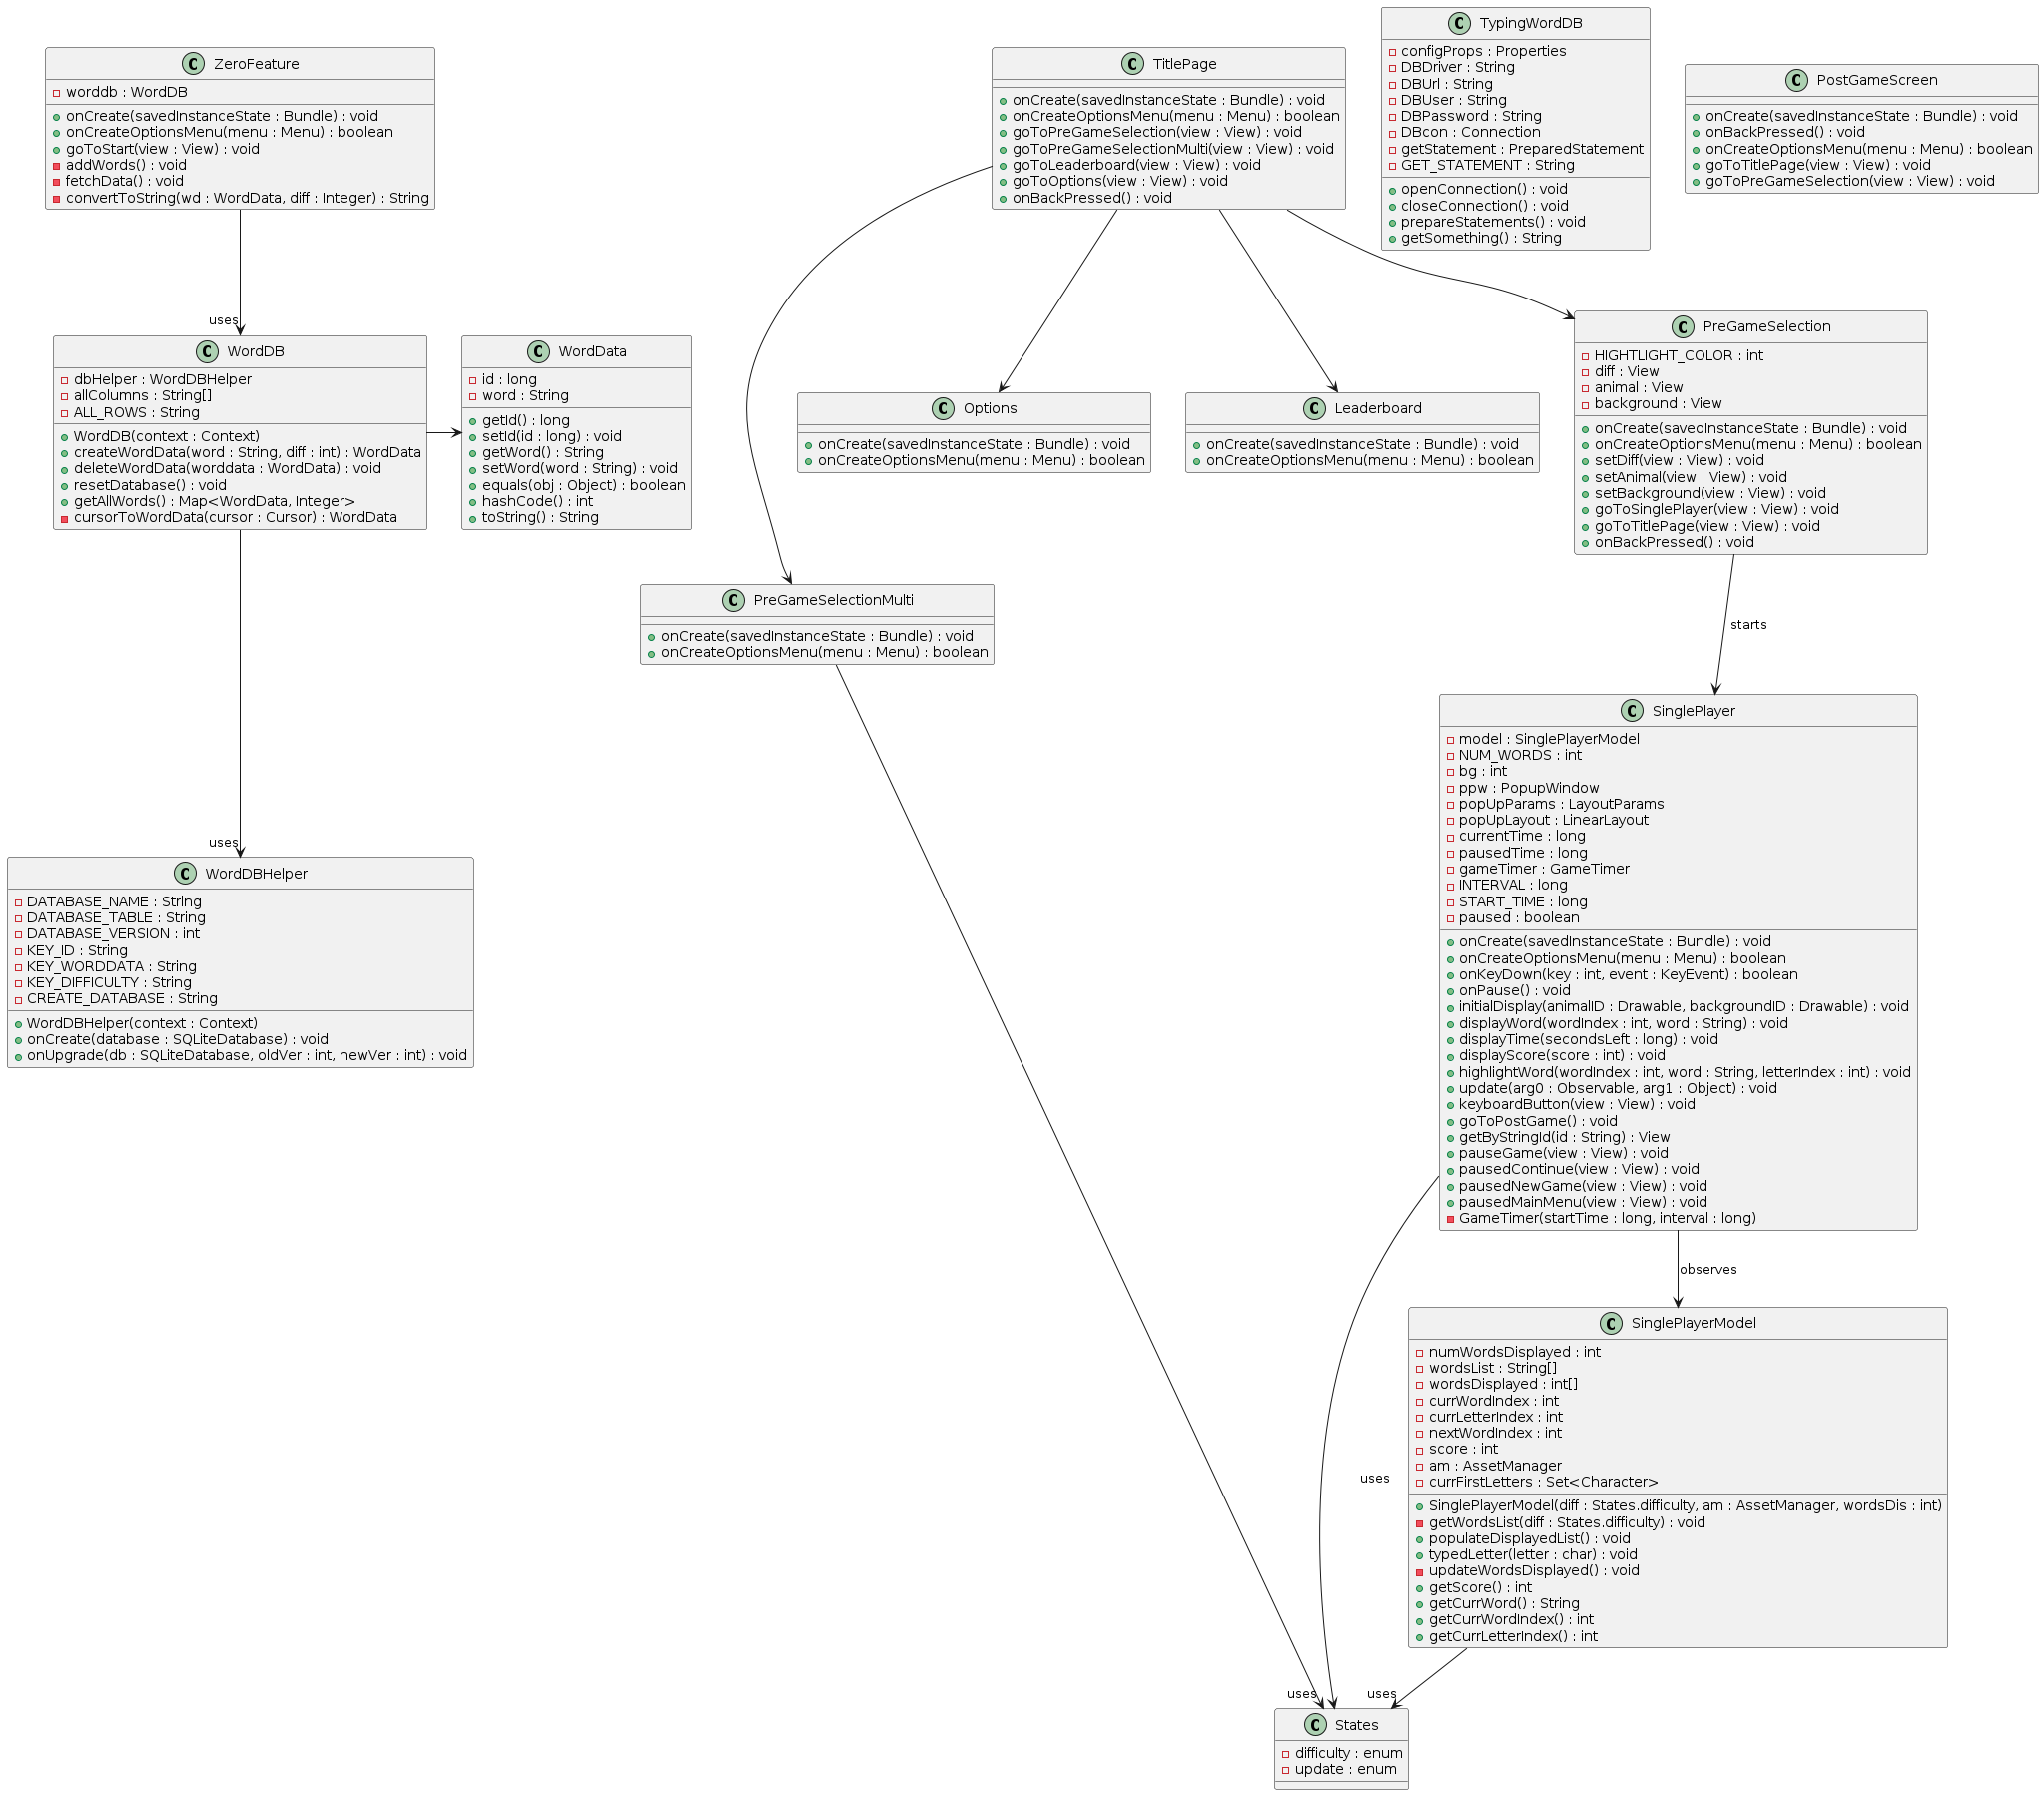 C ZeroFeature
worddb : WordDB
onCreate(savedInstanceState : Bundle) : void
onCreateOptionsMenu(menu : Menu) : boolean
goToStart(view : View) : void
addWords() : void
fetchData() : void
convertToString(wd : WordData, diff : Integer) : String
C TitlePage
onCreate(savedInstanceState : Bundle) : void
onCreateOptionsMenu(menu : Menu) : boolean
goToPreGameSelection(view : View) : void
goToPreGameSelectionMulti(view : View) : void
goToLeaderboard(view : View) : void
goToOptions(view : View) : void
onBackPressed() : void
C TypingWordDB
configProps : Properties
DBDriver : String
DBUrl : String
DBUser : String
DBPassword : String
DBcon : Connection
getStatement : PreparedStatement
GET_STATEMENT : String
openConnection() : void
closeConnection() : void
prepareStatements() : void
getSomething() : String
C PostGameScreen
onCreate(savedInstanceState : Bundle) : void
onBackPressed() : void
onCreateOptionsMenu(menu : Menu) : boolean
goToTitlePage(view : View) : void
goToPreGameSelection(view : View) : void
uses
C WordDB
dbHelper : WordDBHelper
allColumns : String[]
ALL_ROWS : String
WordDB(context : Context)
createWordData(word : String, diff : int) : WordData
deleteWordData(worddata : WordData) : void
resetDatabase() : void
getAllWords() : Map<WordData, Integer>
cursorToWordData(cursor : Cursor) : WordData
C WordData
id : long
word : String
getId() : long
setId(id : long) : void
getWord() : String
setWord(word : String) : void
equals(obj : Object) : boolean
hashCode() : int
toString() : String
C Options
onCreate(savedInstanceState : Bundle) : void
onCreateOptionsMenu(menu : Menu) : boolean
C Leaderboard
onCreate(savedInstanceState : Bundle) : void
onCreateOptionsMenu(menu : Menu) : boolean
C PreGameSelection
HIGHTLIGHT_COLOR : int
diff : View
animal : View
background : View
onCreate(savedInstanceState : Bundle) : void
onCreateOptionsMenu(menu : Menu) : boolean
setDiff(view : View) : void
setAnimal(view : View) : void
setBackground(view : View) : void
goToSinglePlayer(view : View) : void
goToTitlePage(view : View) : void
onBackPressed() : void
C PreGameSelectionMulti
onCreate(savedInstanceState : Bundle) : void
onCreateOptionsMenu(menu : Menu) : boolean
starts
uses
C WordDBHelper
DATABASE_NAME : String
DATABASE_TABLE : String
DATABASE_VERSION : int
KEY_ID : String
KEY_WORDDATA : String
KEY_DIFFICULTY : String
CREATE_DATABASE : String
WordDBHelper(context : Context)
onCreate(database : SQLiteDatabase) : void
onUpgrade(db : SQLiteDatabase, oldVer : int, newVer : int) : void
C SinglePlayer
model : SinglePlayerModel
NUM_WORDS : int
bg : int
ppw : PopupWindow
popUpParams : LayoutParams
popUpLayout : LinearLayout
currentTime : long
pausedTime : long
gameTimer : GameTimer
INTERVAL : long
START_TIME : long
paused : boolean
onCreate(savedInstanceState : Bundle) : void
onCreateOptionsMenu(menu : Menu) : boolean
onKeyDown(key : int, event : KeyEvent) : boolean
onPause() : void
initialDisplay(animalID : Drawable, backgroundID : Drawable) : void
displayWord(wordIndex : int, word : String) : void
displayTime(secondsLeft : long) : void
displayScore(score : int) : void
highlightWord(wordIndex : int, word : String, letterIndex : int) : void
update(arg0 : Observable, arg1 : Object) : void
keyboardButton(view : View) : void
goToPostGame() : void
getByStringId(id : String) : View
pauseGame(view : View) : void
pausedContinue(view : View) : void
pausedNewGame(view : View) : void
pausedMainMenu(view : View) : void
GameTimer(startTime : long, interval : long)
observes
uses
C SinglePlayerModel
numWordsDisplayed : int
wordsList : String[]
wordsDisplayed : int[]
currWordIndex : int
currLetterIndex : int
nextWordIndex : int
score : int
am : AssetManager
currFirstLetters : Set<Character>
SinglePlayerModel(diff : States.difficulty, am : AssetManager, wordsDis : int)
getWordsList(diff : States.difficulty) : void
populateDisplayedList() : void
typedLetter(letter : char) : void
updateWordsDisplayed() : void
getScore() : int
getCurrWord() : String
getCurrWordIndex() : int
getCurrLetterIndex() : int
uses
uses
C States
difficulty : enum
update : enum